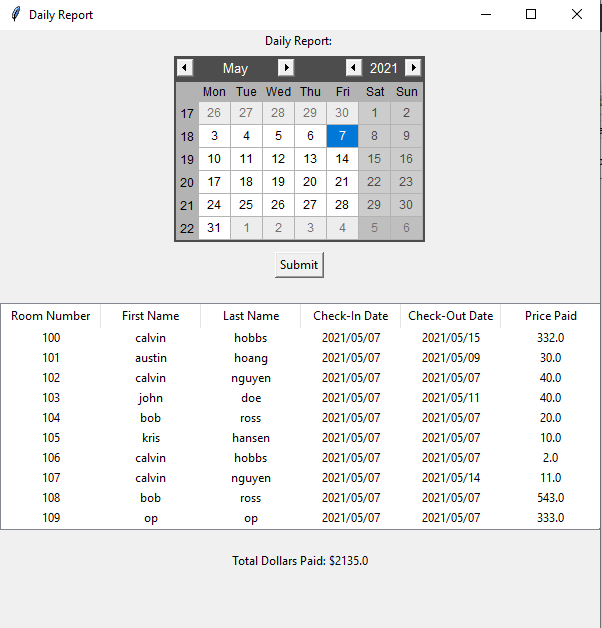 Daily Report
Daily Report:
May 2021
Mon Tue Wed Thu Fri Sat Sun
17 26 27 28 29 30 1 2
18 3 4 5 6 7 8 9
19 10 11 12 13 14 15 16
20 17 18 19 20 21 22 23
21 24 25 26 27 28 29 30
22 31 1 2 3 4 5 6
Submit
Room Number First Name Last Name Check-In Date Check-Out Date Price Paid
100 calvin hobbs 2021/05/07 2021/05/15 332.0
101 austin hoang 2021/05/07 2021/05/09 30.0
102 calvin nguyen 2021/05/07 2021/05/07 40.0
103 john doe 2021/05/07 2021/05/11 40.0
104 bob ross 2021/05/07 2021/05/07 20.0
105 kris hansen 2021/05/07 2021/05/07 10.0
106 calvin hobbs 2021/05/07 2021/05/07 2.0
107 calvin nguyen 2021/05/07 2021/05/14 11.0
108 bob ross 2021/05/07 2021/05/07 543.0
109 op op 2021/05/07 2021/05/07 333.0
Total Dollars Paid: $2135.0